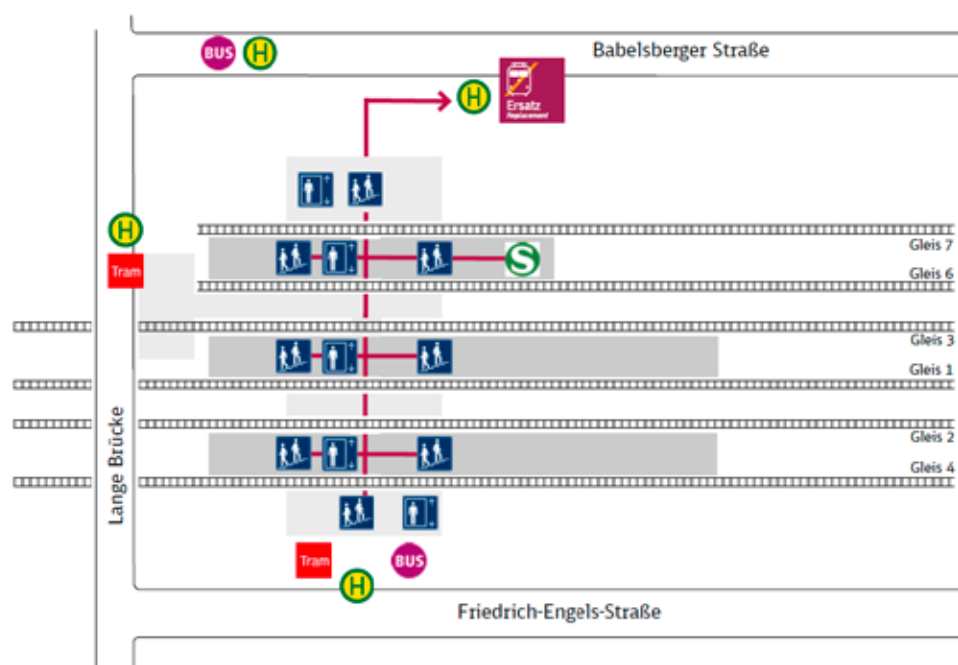 BUS H
Babelsberger Straße
H
Ersatz
Replacement
H
Tram
S
Gleis 7
Gleis 6
Gleis 3
Gleis 1
Lange Brücke
Gleis 2
Gleis 4
Tram
BUS
H
Friedrich-Engels-Straße